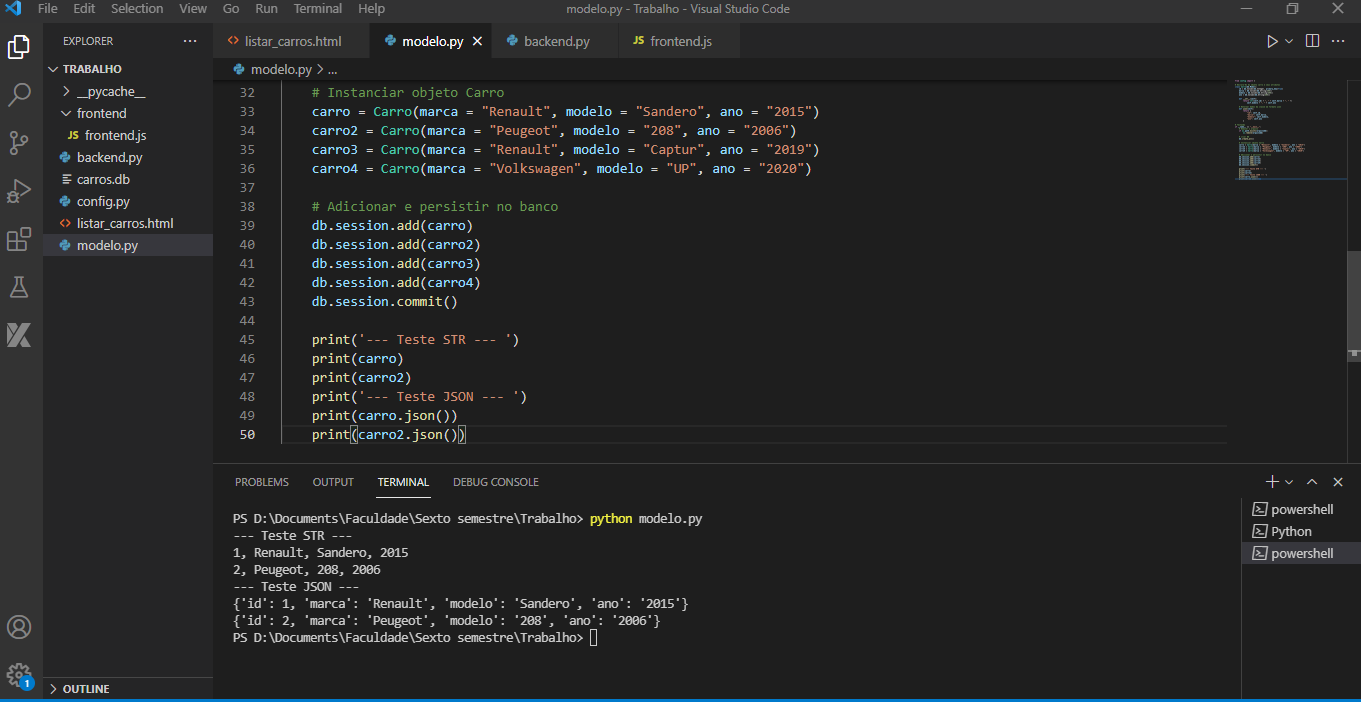 File Edit Selection View Go Run Terminal Help
modelo.py - Trabalho - Visual Studio Code
EXPLORER
TRABALHO
__pycache__
frontend
JS frontend.js
backend.py
carros.db
config.py
listar_carros.html
modelo.py
OUTLINE
1
listar_carros.html
modelo.py
backend.py
JS frontend.js
modelo.py > ...
32 # Instanciar objeto Carro
33 carro = Carro(marca = "Renault", modelo = "Sandero", ano = "2015")
34 carro2 = Carro(marca = "Peugeot", modelo = "208", ano = "2006")
35 carro3 = Carro(marca = "Renault", modelo = "Captur", ano = "2019")
36 carro4 = Carro(marca = "Volkswagen", modelo = "UP", ano = "2020")
37
38 # Adicionar e persistir no banco
39 db.session.add(carro)
40 db.session.add(carro2)
41 db.session.add(carro3)
42 db.session.add(carro4)
43 db.session.commit()
44
45 print('--- Teste STR --- ')
46 print(carro)
47 print(carro2)
48 print('--- Teste JSON --- ')
49 print(carro.json())
50 print(carro2.json())
PROBLEMS OUTPUT TERMINAL DEBUG CONSOLE
PS D:\Documents\Faculdade\Sexto semestre\Trabalho> python modelo.py
--- Teste STR ---
1, Renault, Sandero, 2015
2, Peugeot, 208, 2006
--- Teste JSON ---
{'id': 1, 'marca': 'Renault', 'modelo': 'Sandero', 'ano': '2015'}
{'id': 2, 'marca': 'Peugeot', 'modelo': '208', 'ano': '2006'}
PS D:\Documents\Faculdade\Sexto semestre\Trabalho>
powershell
Python
powershell